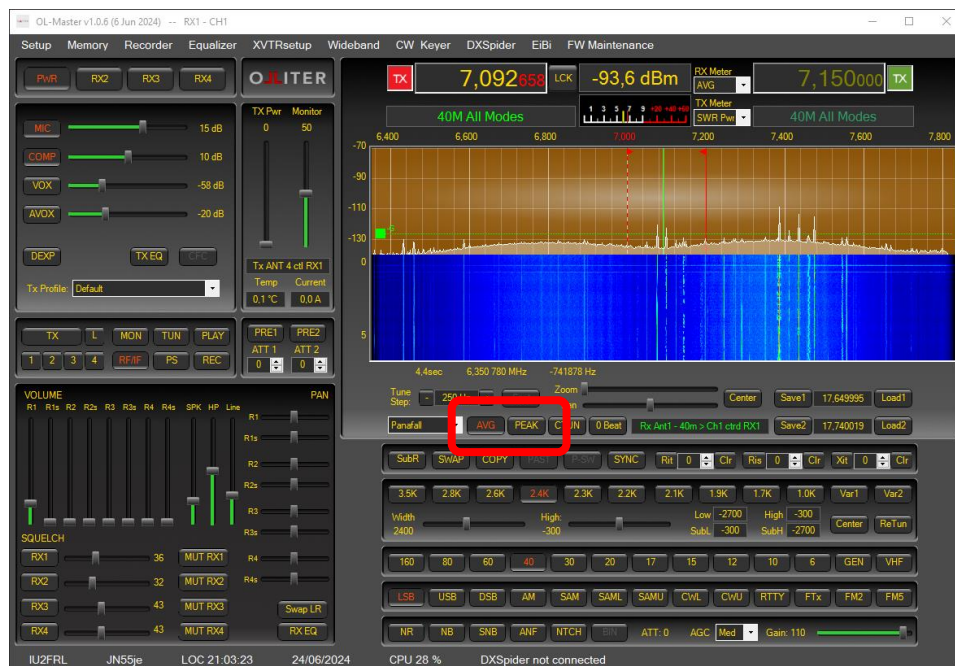 OL-Master v1.0.6 (6 Jun 2024) -- RX1 - CH1
Setup Memory Recorder Equalizer XVTRsetup Wideband CW Keyer DXSpider EiBi FW Maintenance
PWR RX2 RX3 RX4
OLLITER
MIC 15 dB
COMP 10 dB
VOX -58 dB
AVOX -20 dB
DEXP TX EQ CFC
Tx Profile: Default
TX Pwr Monitor
0 50
Tx ANT 4 ctl RX1
Temp Current
0,1 °C 0,0 A
TX L MON TUN PLAY
1 2 3 4 RF/IF PS REC
PRE1 PRE2
ATT 1 ATT 2
0 0
TX 7,092658 LCK -93,6 dBm RX Meter AVG 7,150000 TX
40M All Modes 1 3 5 7 9 +20 +40 +60 TX Meter SWR Pwr 40M All Modes
6,400 6,600 6,800 7,000 7,200 7,400 7,600 7,800
-70
-90
-110
-130
-G
0
5
4,4sec 6,350 780 MHz -741878 Hz
Tune Step: - 250 Zoom Center Save1 17,649995 Load1
Panafall AVG PEAK 0 Beat Rx Ant1 - 40m > Ch1 ctrd RX1 Save2 17,740019 Load2
VOLUME PAN
R1 R1s R2 R2s R3 R3s R4 R4s SPK HP Line
R1
R1s
R2
R2s
R3
R3s
R4
R4s
SQUELCH
RX1 36 MUT RX1
RX2 32 MUT RX2
RX3 43 MUT RX3 Swap LR
RX4 43 MUT RX4 RX EQ
SubR SWAP COPY PAST P-SW SYNC Rit 0 Clr Ris 0 Clr Xit 0 Clr
3.5K 2.8K 2.6K 2.4K 2.3K 2.2K 2.1K 1.9K 1.7K 1.0K Var1 Var2
Width 2400 High: -300 Low -2700 High -300 Center ReTun
SubL -300 SubH -2700
160 80 60 40 30 20 17 15 12 10 6 GEN VHF
LSB USB DSB AM SAM SAML SAMU CWL CWU RTTY FTx FM2 FM5
NR NB SNB ANF NTCH BIN ATT: 0 AGC Med Gain: 110
IU2FRL JN55je LOC 21:03:23 24/06/2024 CPU 28 % DXSpider not connected